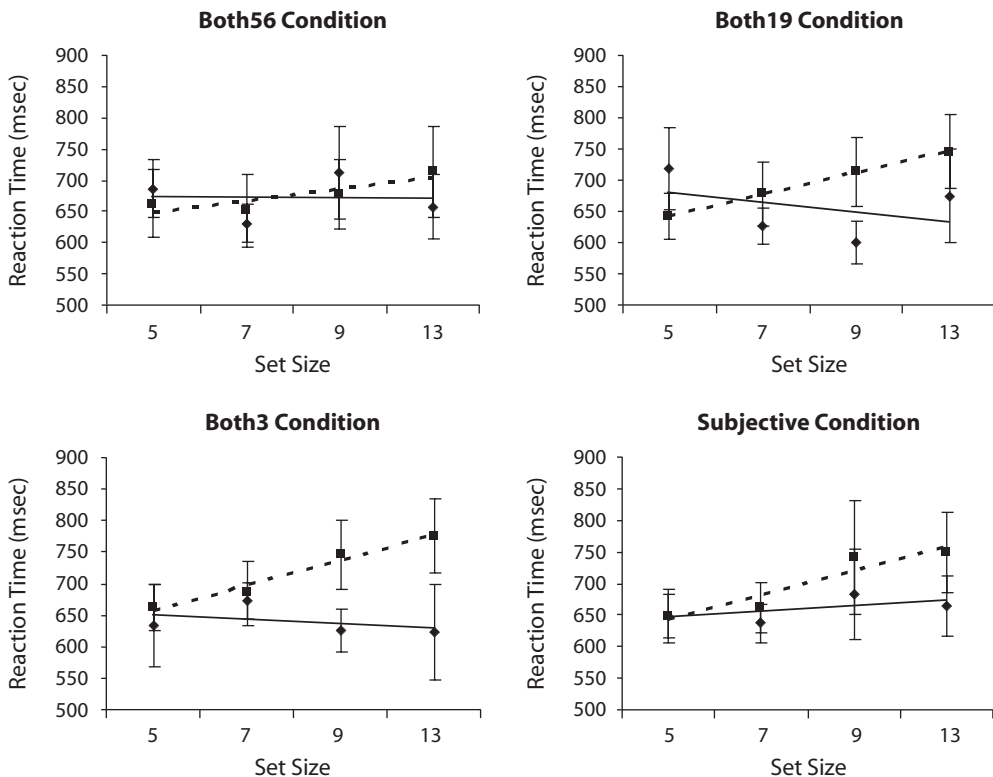 Both56 Condition
900
850
800
750
700
650
600
550
500
Reaction Time (msec)
5 7 9 13
Set Size
Both19 Condition
900
850
800
750
700
650
600
550
500
Reaction Time (msec)
5 7 9 13
Set Size
Both3 Condition
900
850
800
750
700
650
600
550
500
Reaction Time (msec)
5 7 9 13
Set Size
Subjective Condition
900
850
800
750
700
650
600
550
500
Reaction Time (msec)
5 7 9 13
Set Size